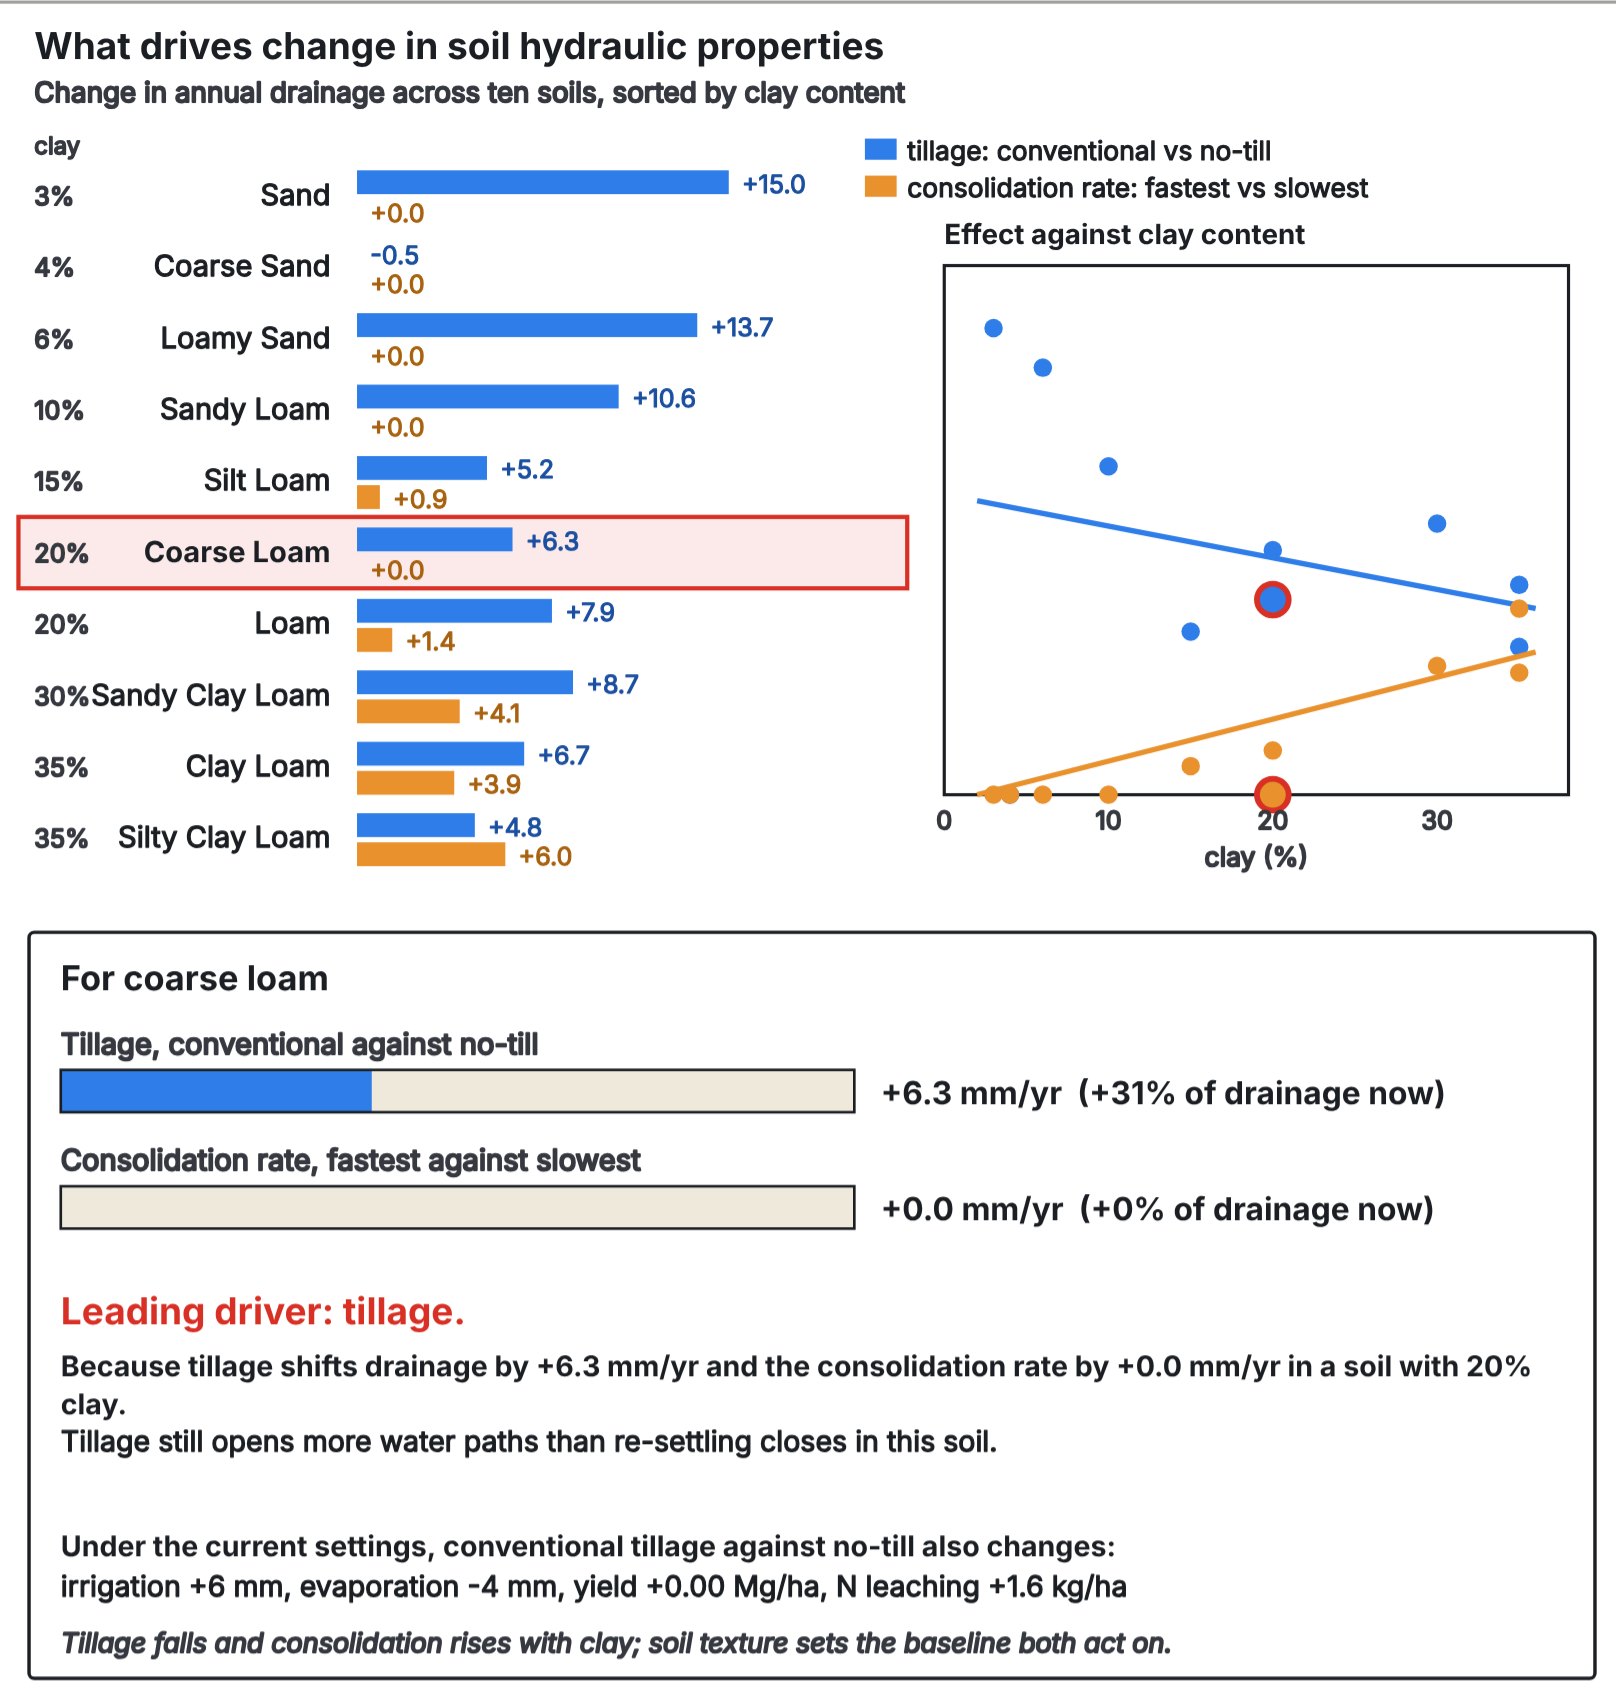 What drives change in soil hydraulic properties
Change in annual drainage across ten soils, sorted by clay content
clay
3% Sand +15.0
+0.0
4% Coarse Sand -0.5
+0.0
6% Loamy Sand +13.7
+0.0
10% Sandy Loam +10.6
+0.0
15% Silt Loam +5.2
+0.9
20% Coarse Loam +6.3
+0.0
20% Loam +7.9
+1.4
30% Sandy Clay Loam +8.7
+4.1
35% Clay Loam +6.7
+3.9
35% Silty Clay Loam +4.8
+6.0
tillage: conventional vs no-till
consolidation rate: fastest vs slowest
Effect against clay content
0 10 20 30
clay (%)
For coarse loam
Tillage, conventional against no-till
+6.3 mm/yr (+31% of drainage now)
Consolidation rate, fastest against slowest
+0.0 mm/yr (+0% of drainage now)
Leading driver: tillage.
Because tillage shifts drainage by +6.3 mm/yr and the consolidation rate by +0.0 mm/yr in a soil with 20%
clay.
Tillage still opens more water paths than re-settling closes in this soil.
Under the current settings, conventional tillage against no-till also changes:
irrigation +6 mm, evaporation -4 mm, yield +0.00 Mg/ha, N leaching +1.6 kg/ha
Tillage falls and consolidation rises with clay; soil texture sets the baseline both act on.